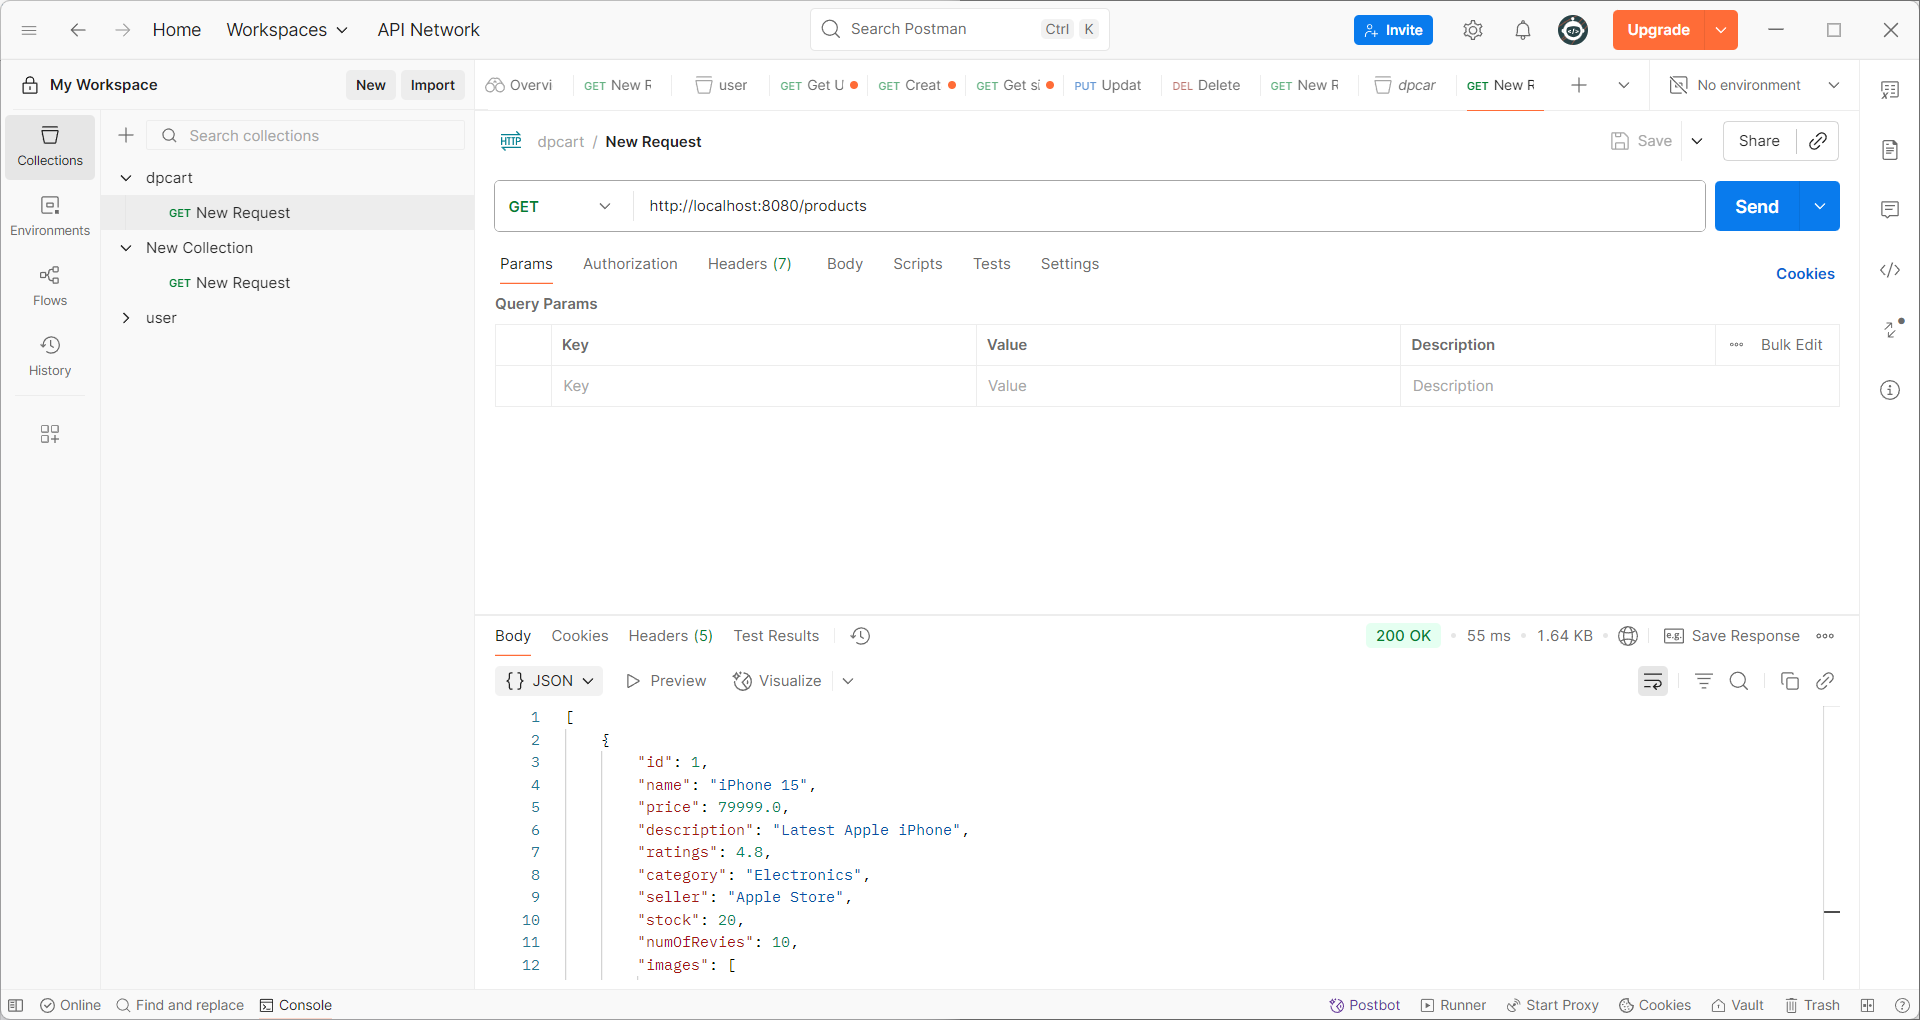 Home Workspaces API Network Search Postman Ctrl K Invite Upgrade
My Workspace New Import Overvi GET New R user GET Get U GET Creat GET Get si PUT Updat DEL Delete GET New R dpcar GET New R No environment
Collections
Environments
Flows
History
Search collections
dpcart
GET New Request
New Collection
GET New Request
user
HTTP dpcart / New Request Save Share
GET http://localhost:8080/products Send
Params Authorization Headers (7) Body Scripts Tests Settings Cookies
Query Params
Key Value Description Bulk Edit
Key Value Description
Body Cookies Headers (5) Test Results 200 OK 55 ms 1.64 KB e.g. Save Response
{} JSON Preview Visualize
1 [
2 {
3 "id": 1,
4 "name": "iPhone 15",
5 "price": 79999.0,
6 "description": "Latest Apple iPhone",
7 "ratings": 4.8,
8 "category": "Electronics",
9 "seller": "Apple Store",
10 "stock": 20,
11 "numOfRevies": 10,
12 "images": [
Online Find and replace Console Postbot Runner Start Proxy Cookies Vault Trash